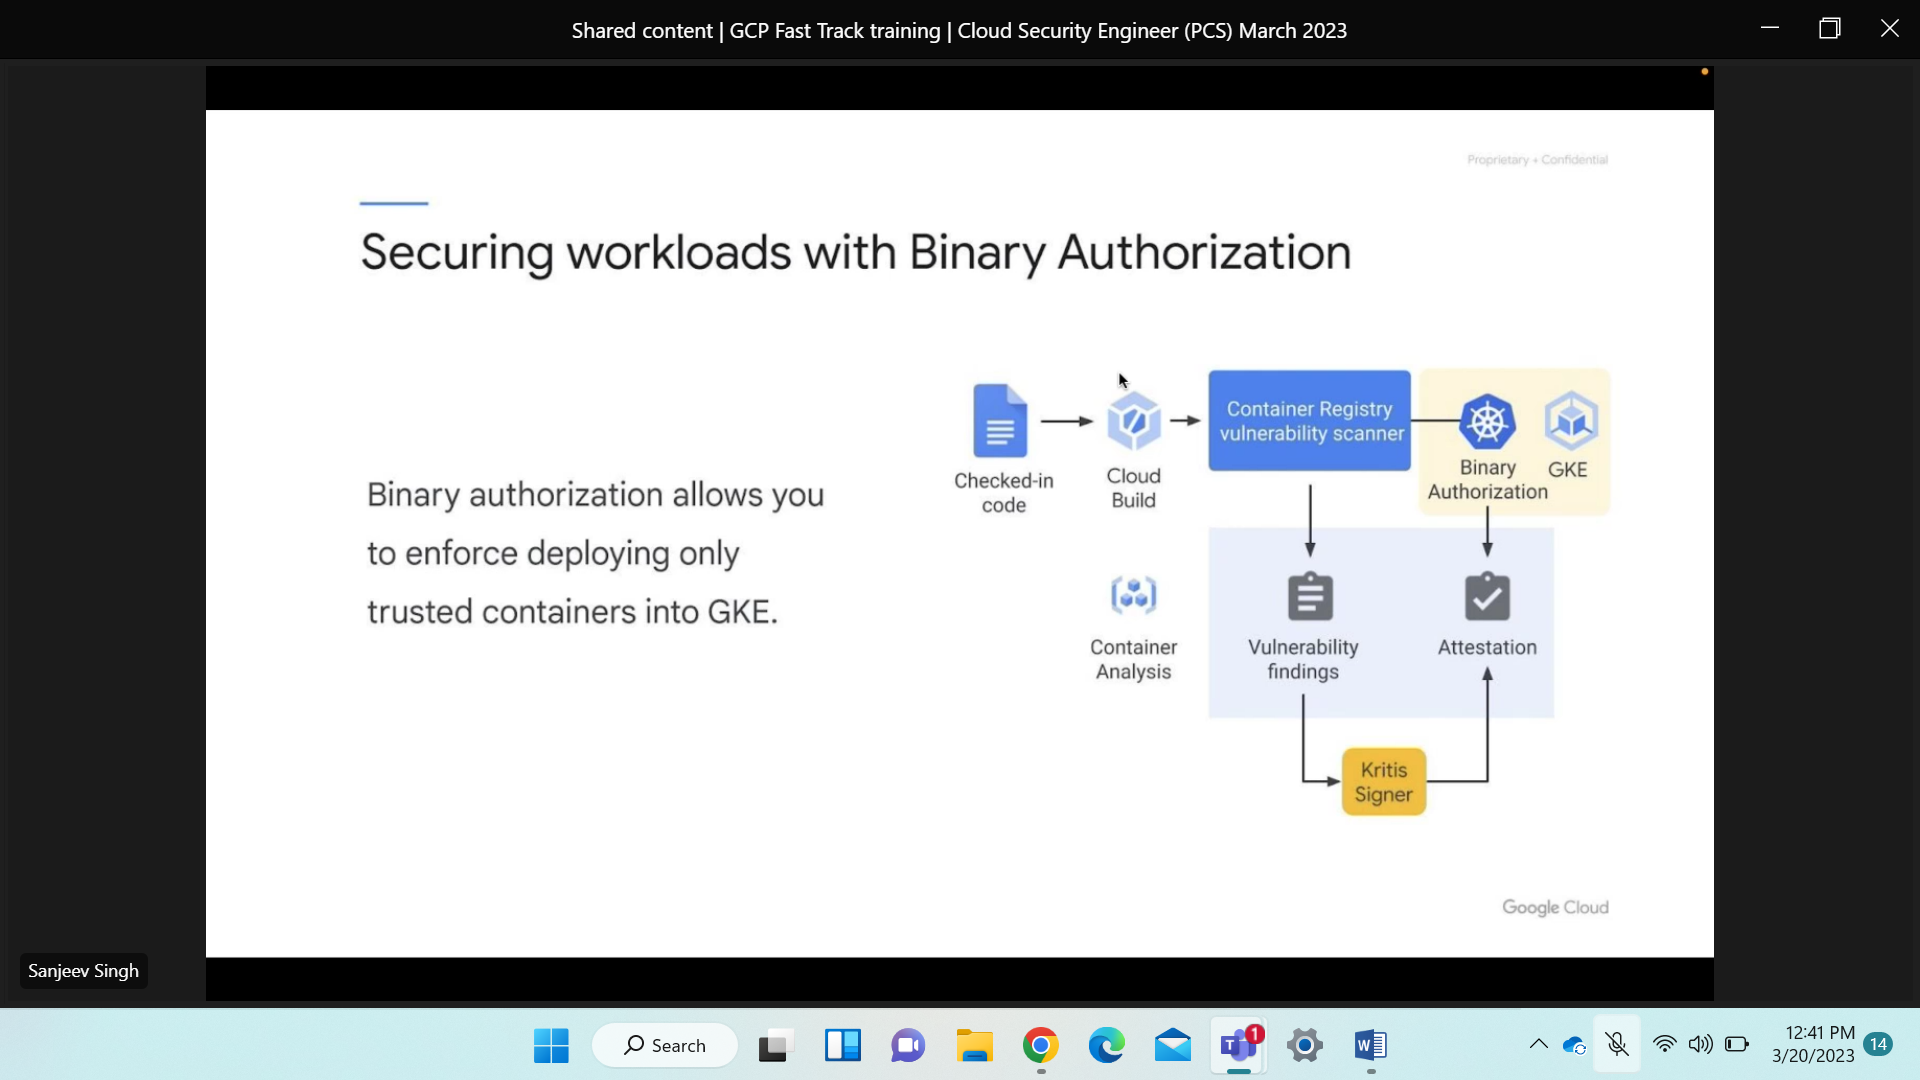 Shared content | GCP Fast Track training | Cloud Security Engineer (PCS) March 2023
Proprietary + Confidential
Securing workloads with Binary Authorization
Binary authorization allows you
to enforce deploying only
trusted containers into GKE.
Checked-in
code
Cloud
Build
Container Registry
vulnerability scanner
Binary
Authorization
GKE
Container
Analysis
Vulnerability
findings
Attestation
Kritis
Signer
Google Cloud
Sanjeev Singh
Search
1
12:41 PM
3/20/2023
14